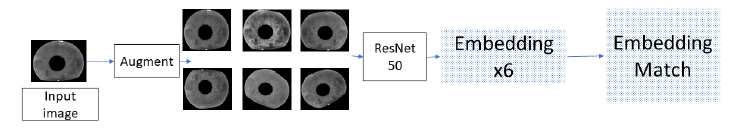 Input
image
Augment
ResNet
50
Embedding
x6
Embedding
Match